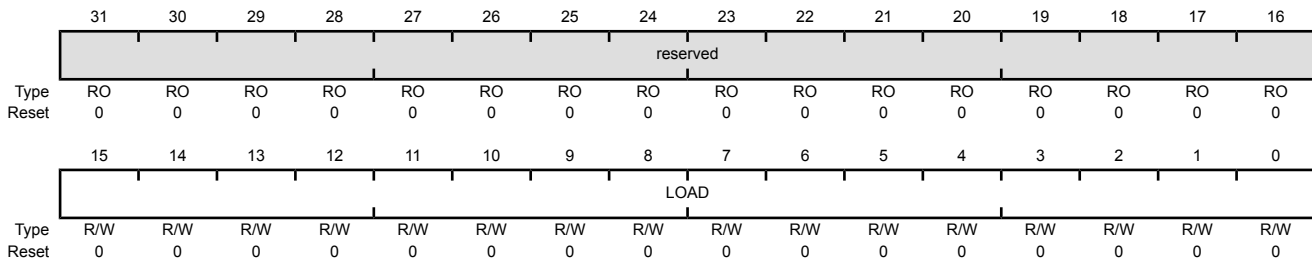 31 30 29 28 27 26 25 24 23 22 21 20 19 18 17 16
reserved
Type RO RO RO RO RO RO RO RO RO RO RO RO RO RO RO RO
Reset 0 0 0 0 0 0 0 0 0 0 0 0 0 0 0 0
15 14 13 12 11 10 9 8 7 6 5 4 3 2 1 0
LOAD
Type R/W R/W R/W R/W R/W R/W R/W R/W R/W R/W R/W R/W R/W R/W R/W R/W
Reset 0 0 0 0 0 0 0 0 0 0 0 0 0 0 0 0